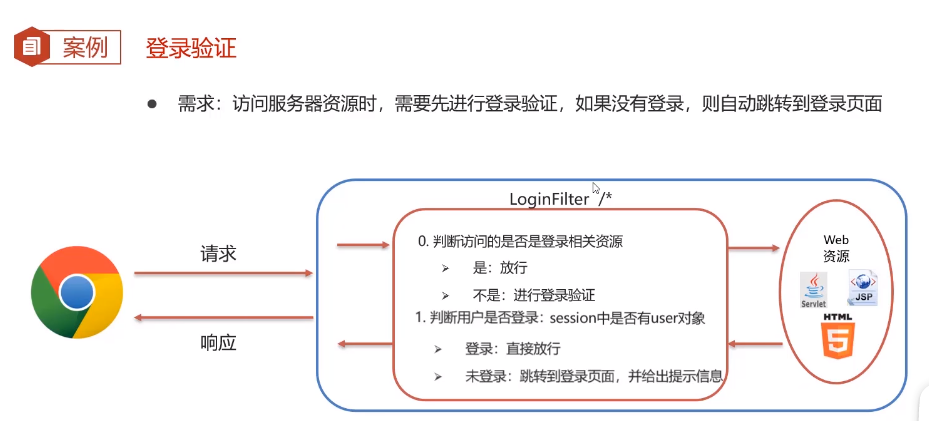 案例 登录验证
● 需求：访问服务器资源时，需要先进行登录验证，如果没有登录，则自动跳转到登录页面
LoginFilter /*
请求
响应
0. 判断访问的是否是登录相关资源
➢ 是：放行
➢ 不是：进行登录验证
1. 判断用户是否登录：session中是否有user对象
➢ 登录：直接放行
➢ 未登录：跳转到登录页面，并给出提示信息
Web
资源
Servlet
JSP
HTML
5